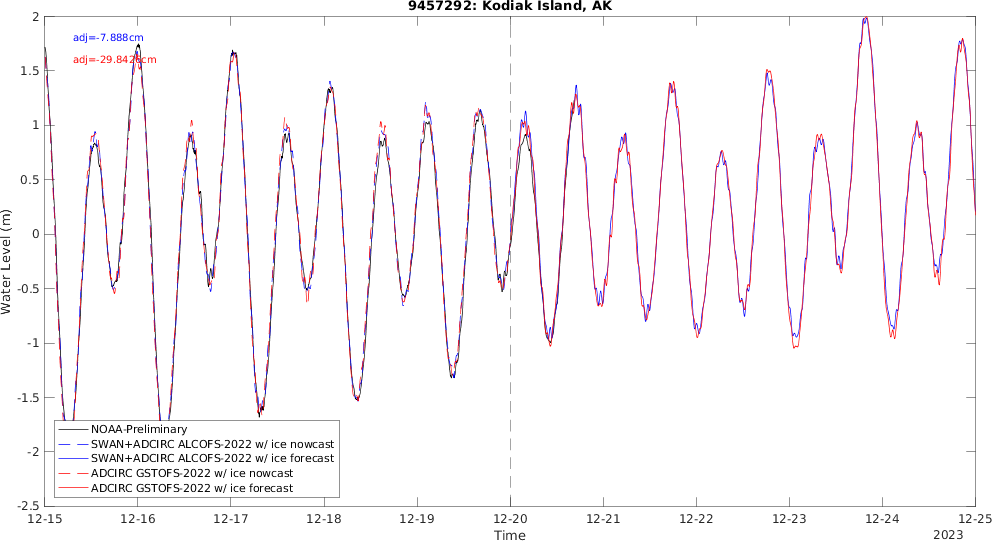 9457292: Kodiak Island, AK
adj=-7.888cm
2
1.5
1
0.5
0
-0.5
-1
-1.5
-2
-2.5
Water Level (m)
NOAA-Preliminary
SWAN+ADCIRC ALCOFS-2022 w/ ice nowcast
SWAN+ADCIRC ALCOFS-2022 w/ ice forecast
ADCIRC GSTOFS-2022 w/ ice nowcast
ADCIRC GSTOFS-2022 w/ ice forecast
12-15 12-16 12-17 12-18 12-19 12-20 12-21 12-22 12-23 12-24 12-25
Time
2023